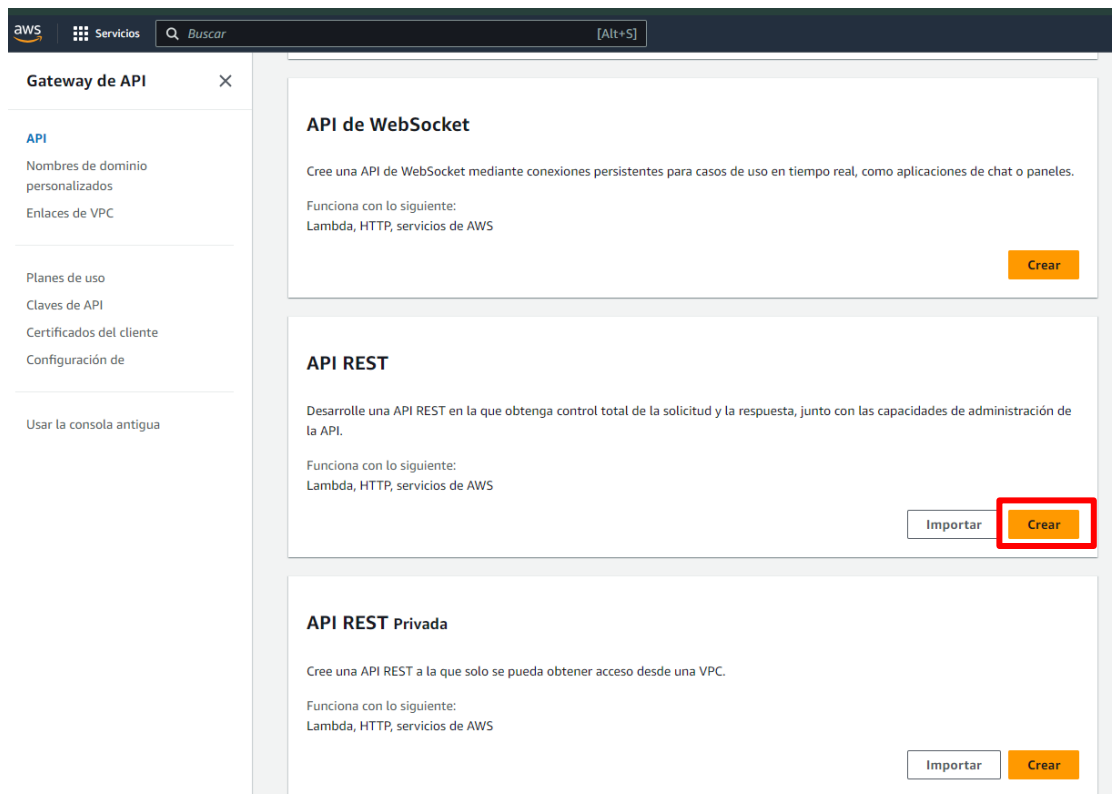 aws Servicios Buscar [Alt+S]
Gateway de API
API
Nombres de dominio
personalizados
Enlaces de VPC
Planes de uso
Claves de API
Certificados del cliente
Configuración de
Usar la consola antigua
API de WebSocket
Cree una API de WebSocket mediante conexiones persistentes para casos de uso en tiempo real, como aplicaciones de chat o paneles.
Funciona con lo siguiente:
Lambda, HTTP, servicios de AWS
Crear
API REST
Desarrolle una API REST en la que obtenga control total de la solicitud y la respuesta, junto con las capacidades de administración de
la API.
Funciona con lo siguiente:
Lambda, HTTP, servicios de AWS
Importar Crear
API REST Privada
Cree una API REST a la que solo se pueda obtener acceso desde una VPC.
Funciona con lo siguiente:
Lambda, HTTP, servicios de AWS
Importar Crear